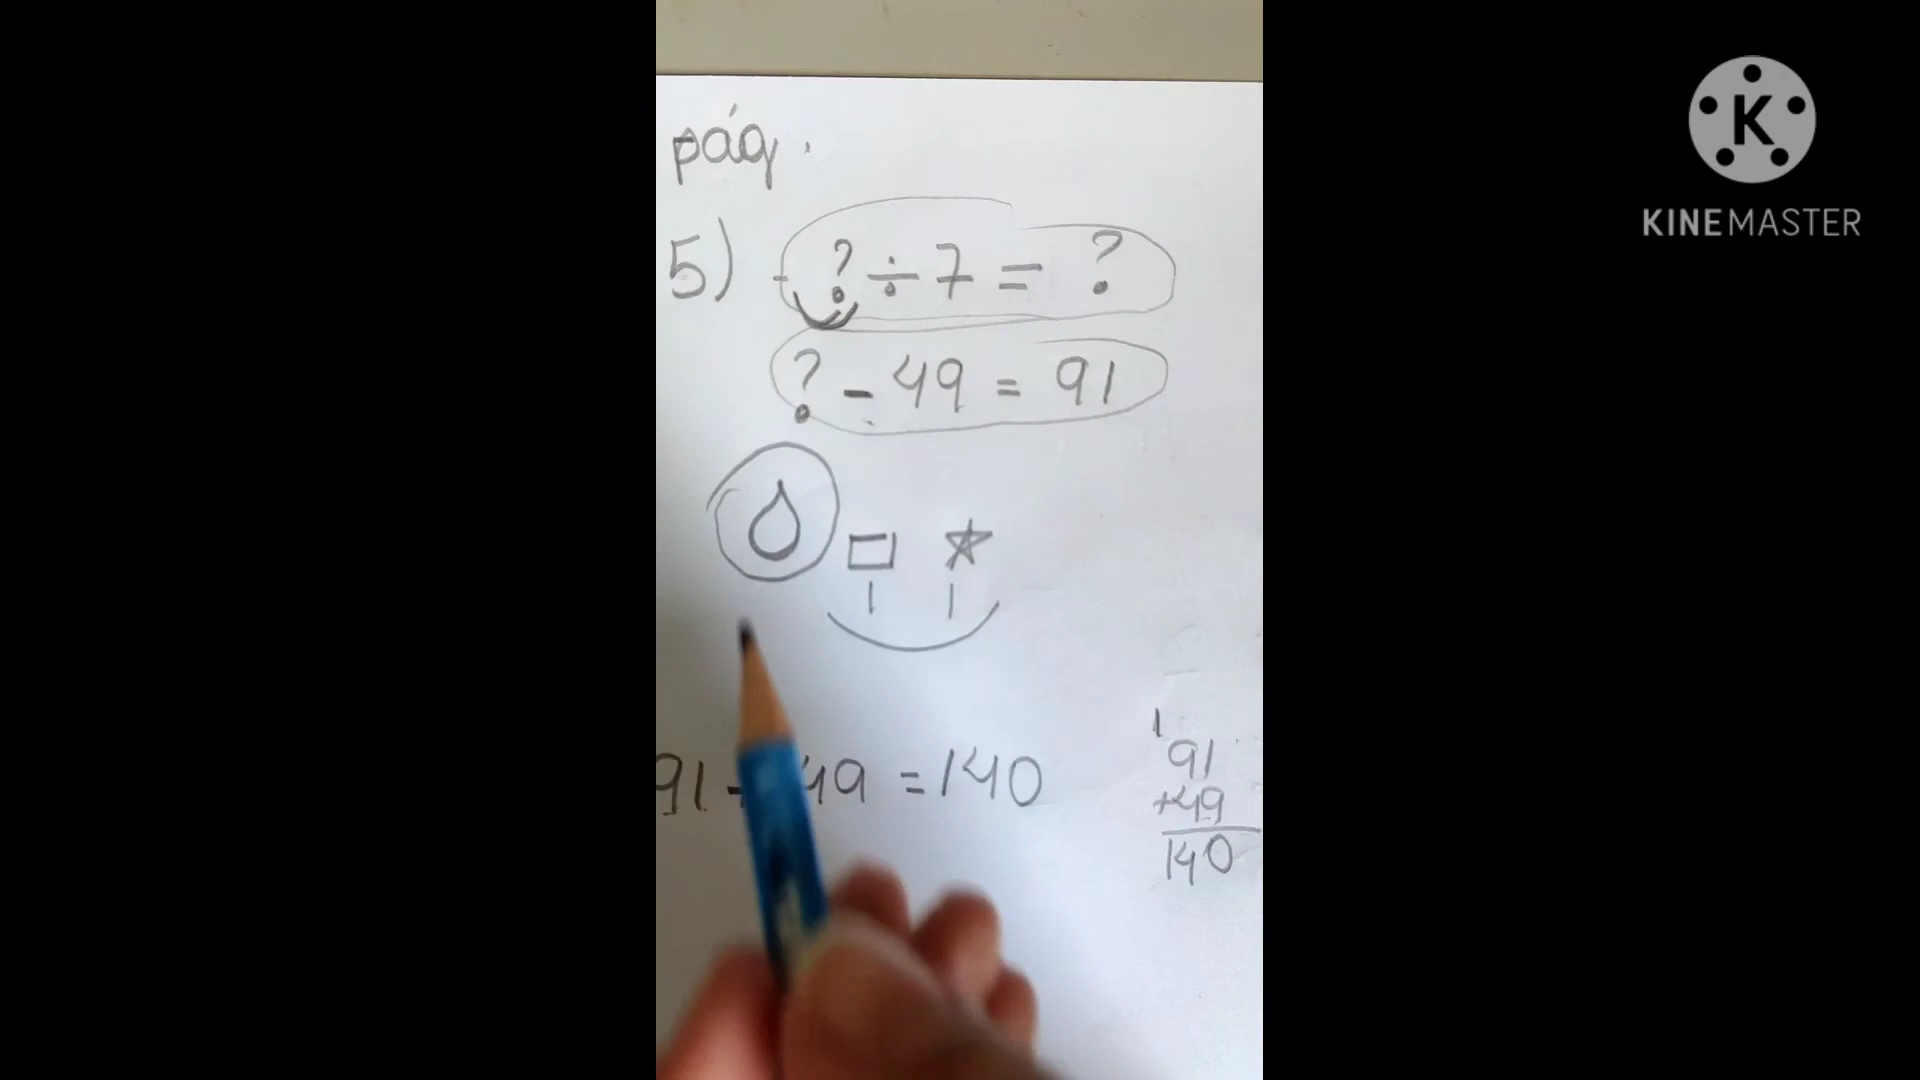 pág.
5) ? ÷ 7 = ?
? - 49 = 91
91 + 49 = 140
1
91
+49
140
K
KINEMASTER